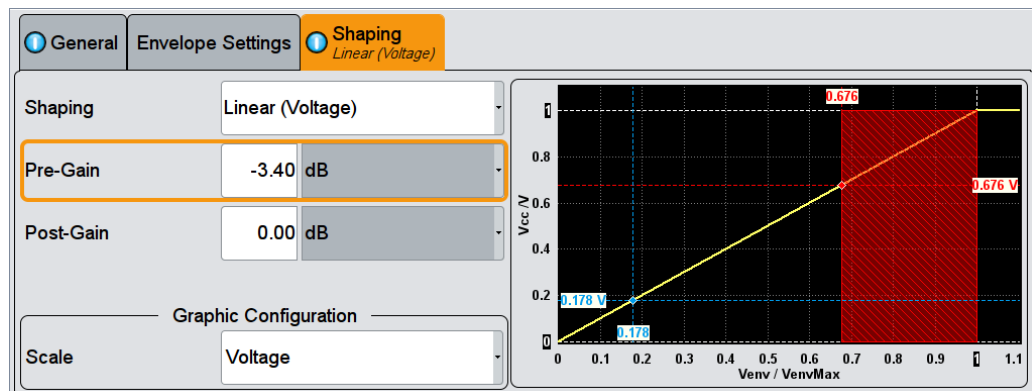 General Envelope Settings Shaping
Linear (Voltage)
Shaping Linear (Voltage)
Pre-Gain -3.40 dB
Post-Gain 0.00 dB
Graphic Configuration
Scale Voltage
0.676
1
0.8
0.676 V
0.6
Vcc /V
0.4
0.2
0.178 V
0.178
0
0 0.1 0.2 0.3 0.4 0.5 0.6 0.7 0.8 0.9 1 1.1
Venv / VenvMax